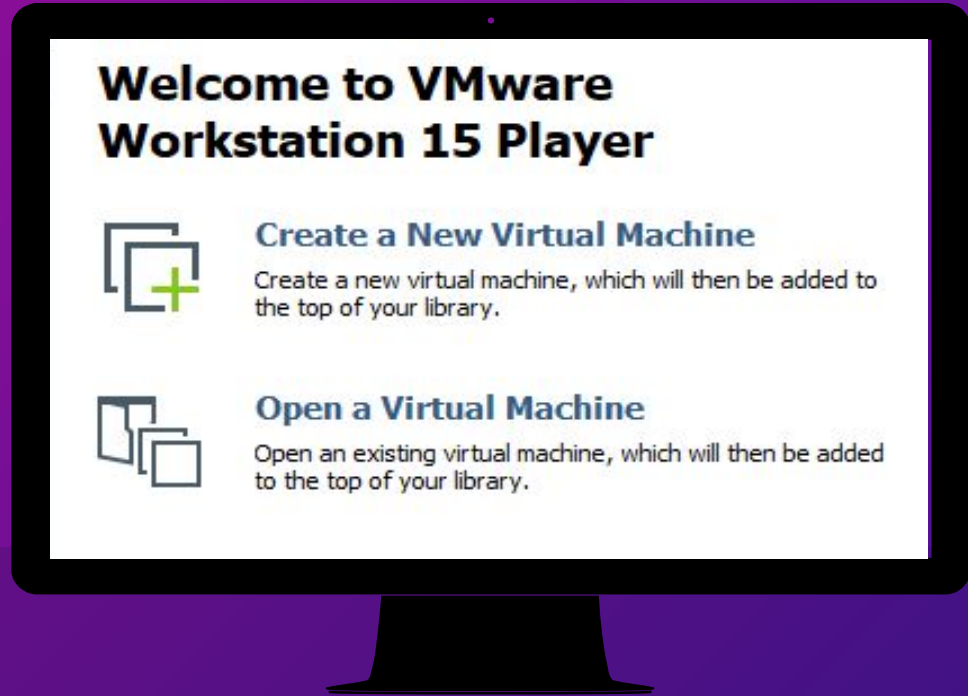 Welcome to VMware
Workstation 15 Player
Create a New Virtual Machine
Create a new virtual machine, which will then be added to
the top of your library.
Open a Virtual Machine
Open an existing virtual machine, which will then be added
to the top of your library.